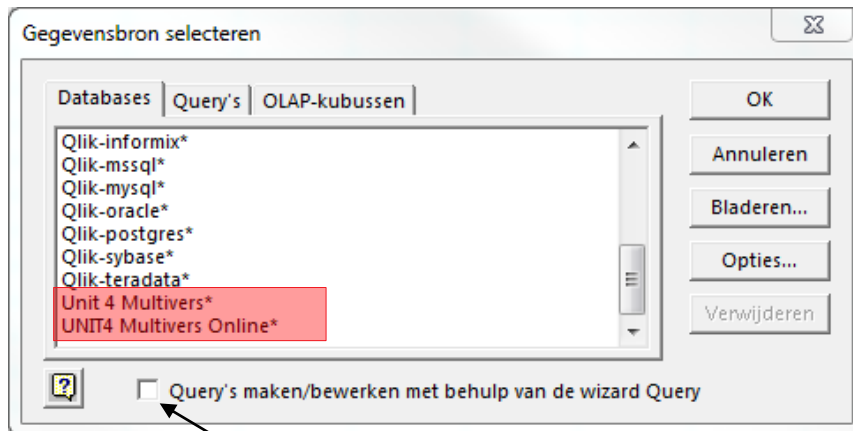 Gegevensbron selecteren
Databases Query's OLAP-kubussen
Qlik-informix*
Qlik-mssql*
Qlik-mysql*
Qlik-oracle*
Qlik-postgres*
Qlik-sybase*
Qlik-teradata*
Unit 4 Multivers*
UNIT4 Multivers Online*
OK
Annuleren
Bladeren...
Opties...
Verwijderen
Query's maken/bewerken met behulp van de wizard Query